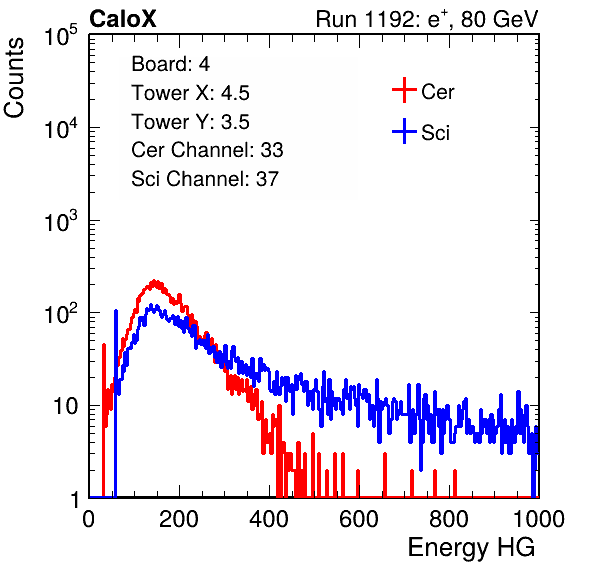 CaloX Run 1192: e⁺, 80 GeV
Counts
10⁵
10⁴
10³
10²
10
1
Board: 4
Tower X: 4.5
Tower Y: 3.5
Cer Channel: 33
Sci Channel: 37
Cer
Sci
0 200 400 600 800 1000
Energy HG